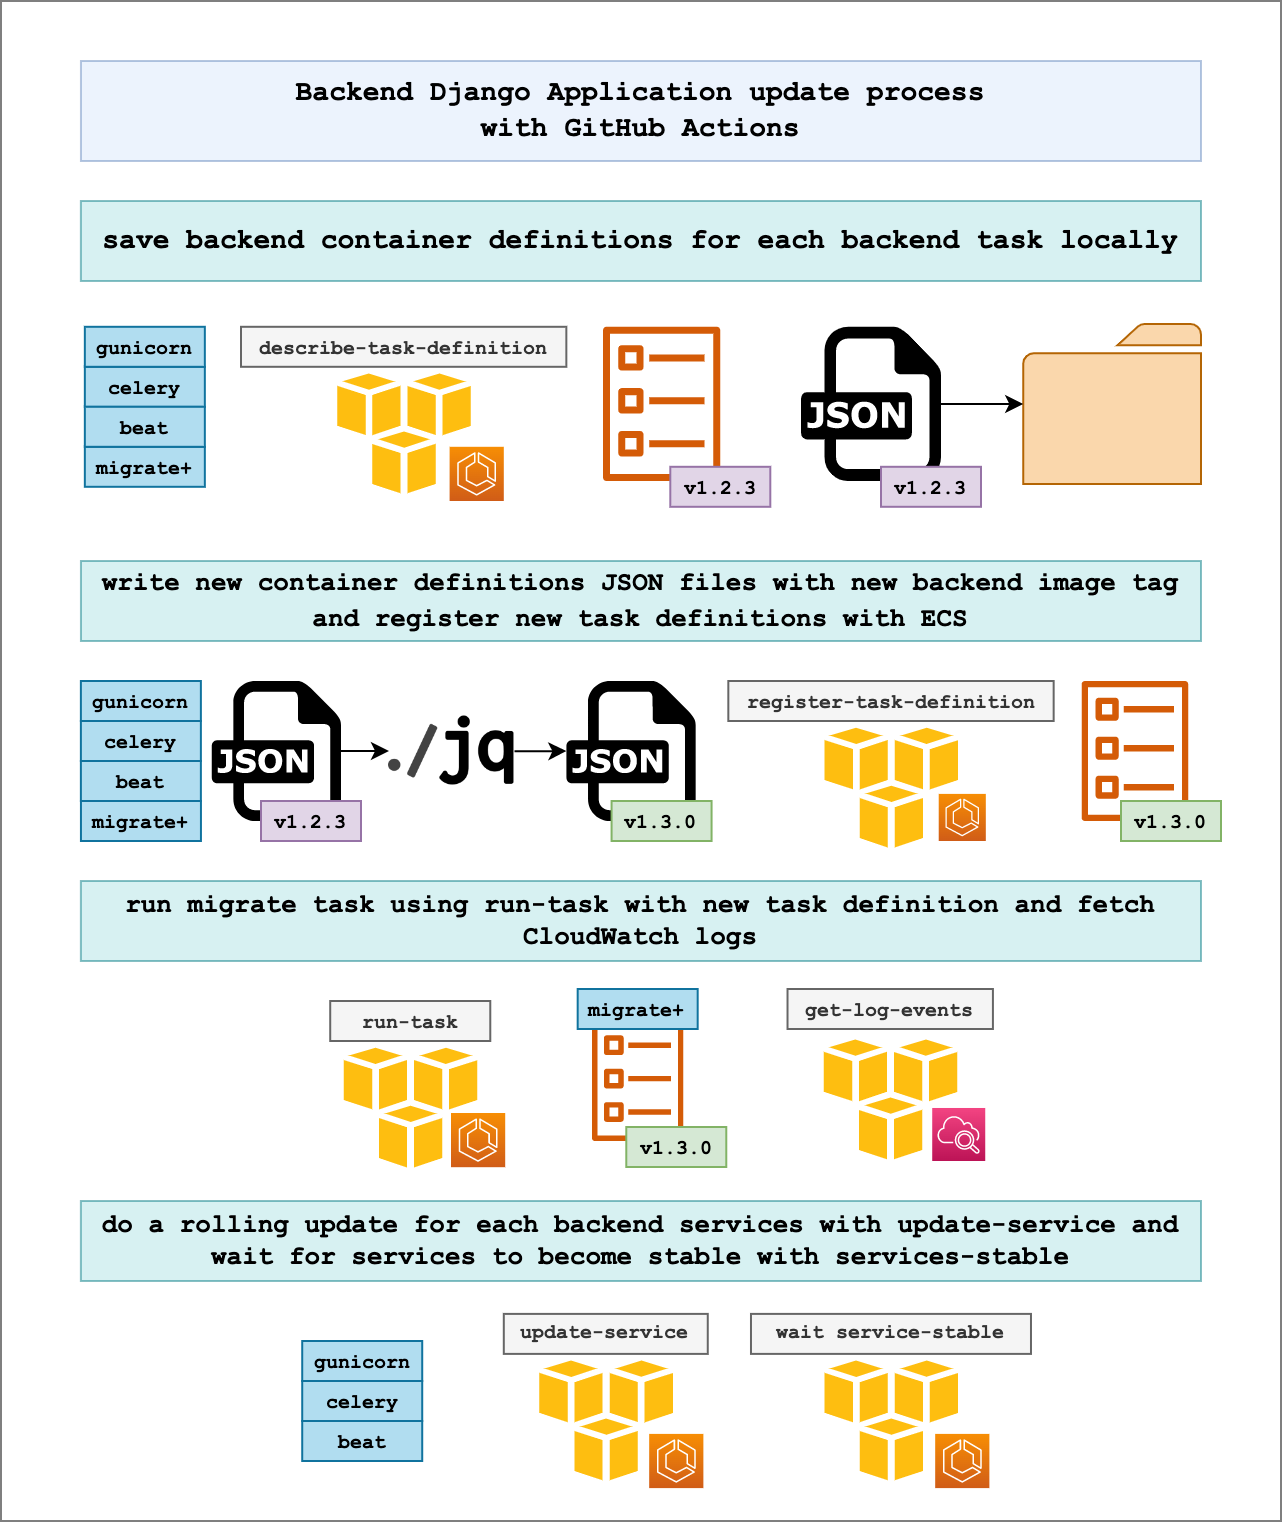 Backend Django Application update process
with GitHub Actions
save backend container definitions for each backend task locally
gunicorn
celery
beat
migrate+
describe-task-definition
v1.2.3
JSON
v1.2.3
write new container definitions JSON files with new backend image tag
and register new task definitions with ECS
gunicorn
celery
beat
migrate+
JSON
v1.2.3
./jq
JSON
v1.3.0
register-task-definition
v1.3.0
run migrate task using run-task with new task definition and fetch
CloudWatch logs
run-task
migrate+
v1.3.0
get-log-events
do a rolling update for each backend services with update-service and
wait for services to become stable with services-stable
gunicorn
celery
beat
update-service
wait service-stable